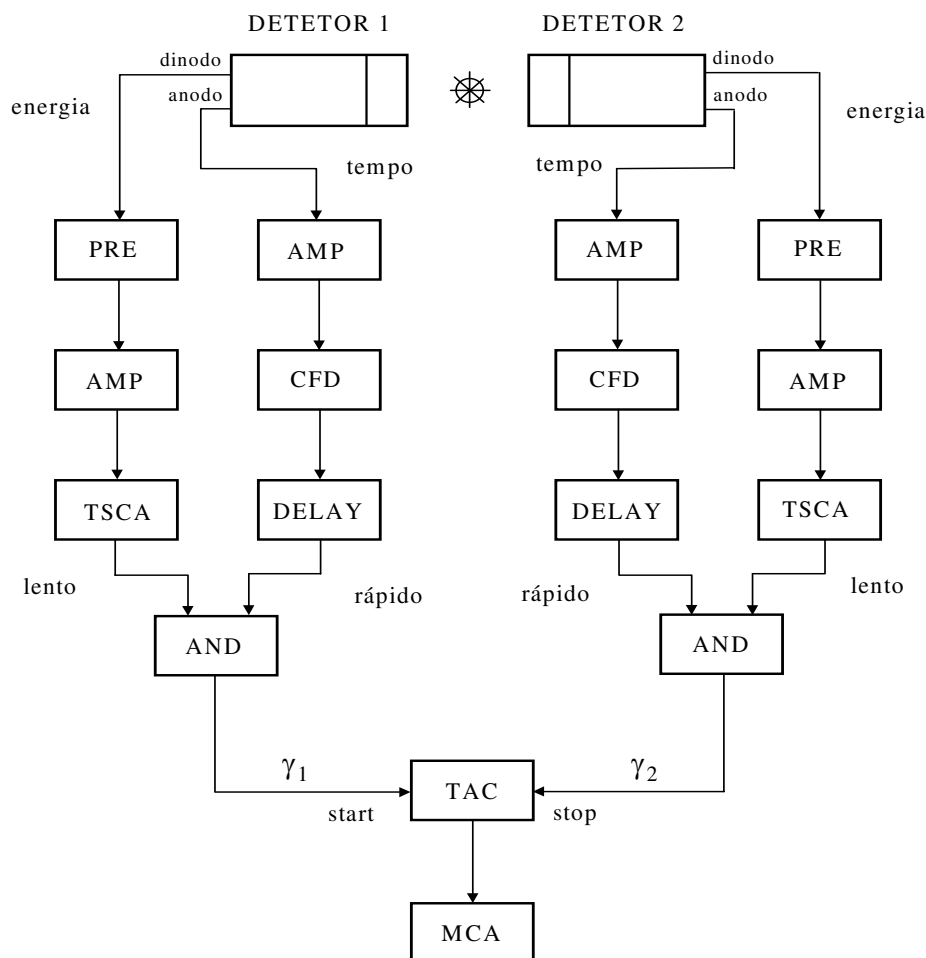 DETETOR 1 DETETOR 2
dinodo dinodo
energia anodo anodo energia
tempo tempo
PRE AMP AMP PRE
AMP CFD CFD AMP
TSCA DELAY DELAY TSCA
lento rápido rápido lento
AND AND
γ1 γ2
TAC
start stop
MCA